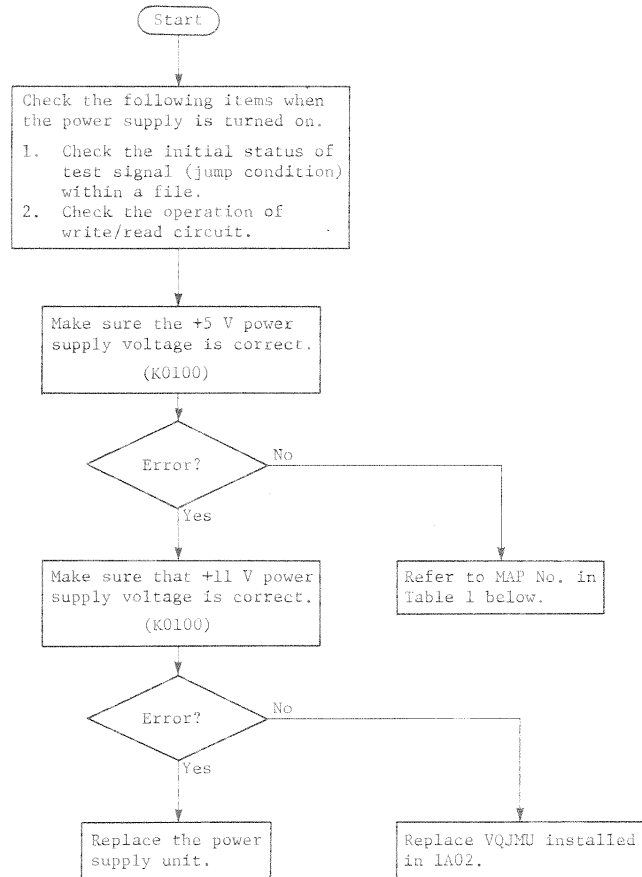 Start
Check the following items when
the power supply is turned on.
1. Check the initial status of
test signal (jump condition)
within a file.
2. Check the operation of
write/read circuit.
Make sure the +5 V power
supply voltage is correct.
(K0100)
Error?
No
Yes
Make sure that +11 V power
supply voltage is correct.
(K0100)
Refer to MAP No. in
Table 1 below.
Error?
No
Yes
Replace the power
supply unit.
Replace VQJMU installed
in 1A02.